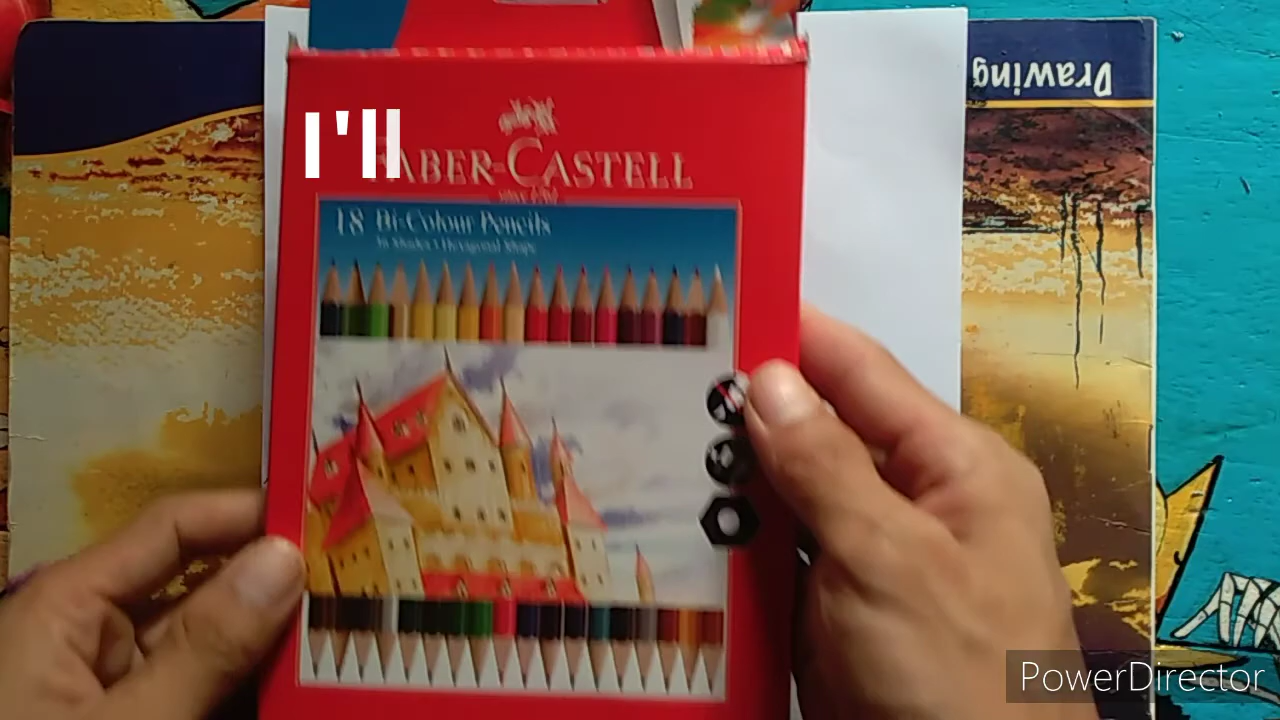 Drawing
I'll
FABER-CASTELL
18 Bi-Colour Pencils
PowerDirector